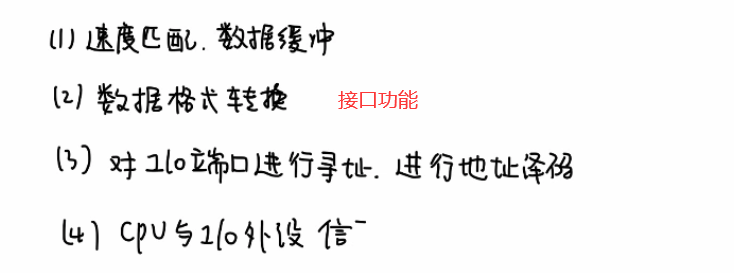 (1) 速度匹配. 数据缓冲
(2) 数据格式转换 接口功能
(3) 对I/O端口进行寻址. 进行地址译码
(4) CPU与I/O外设 信